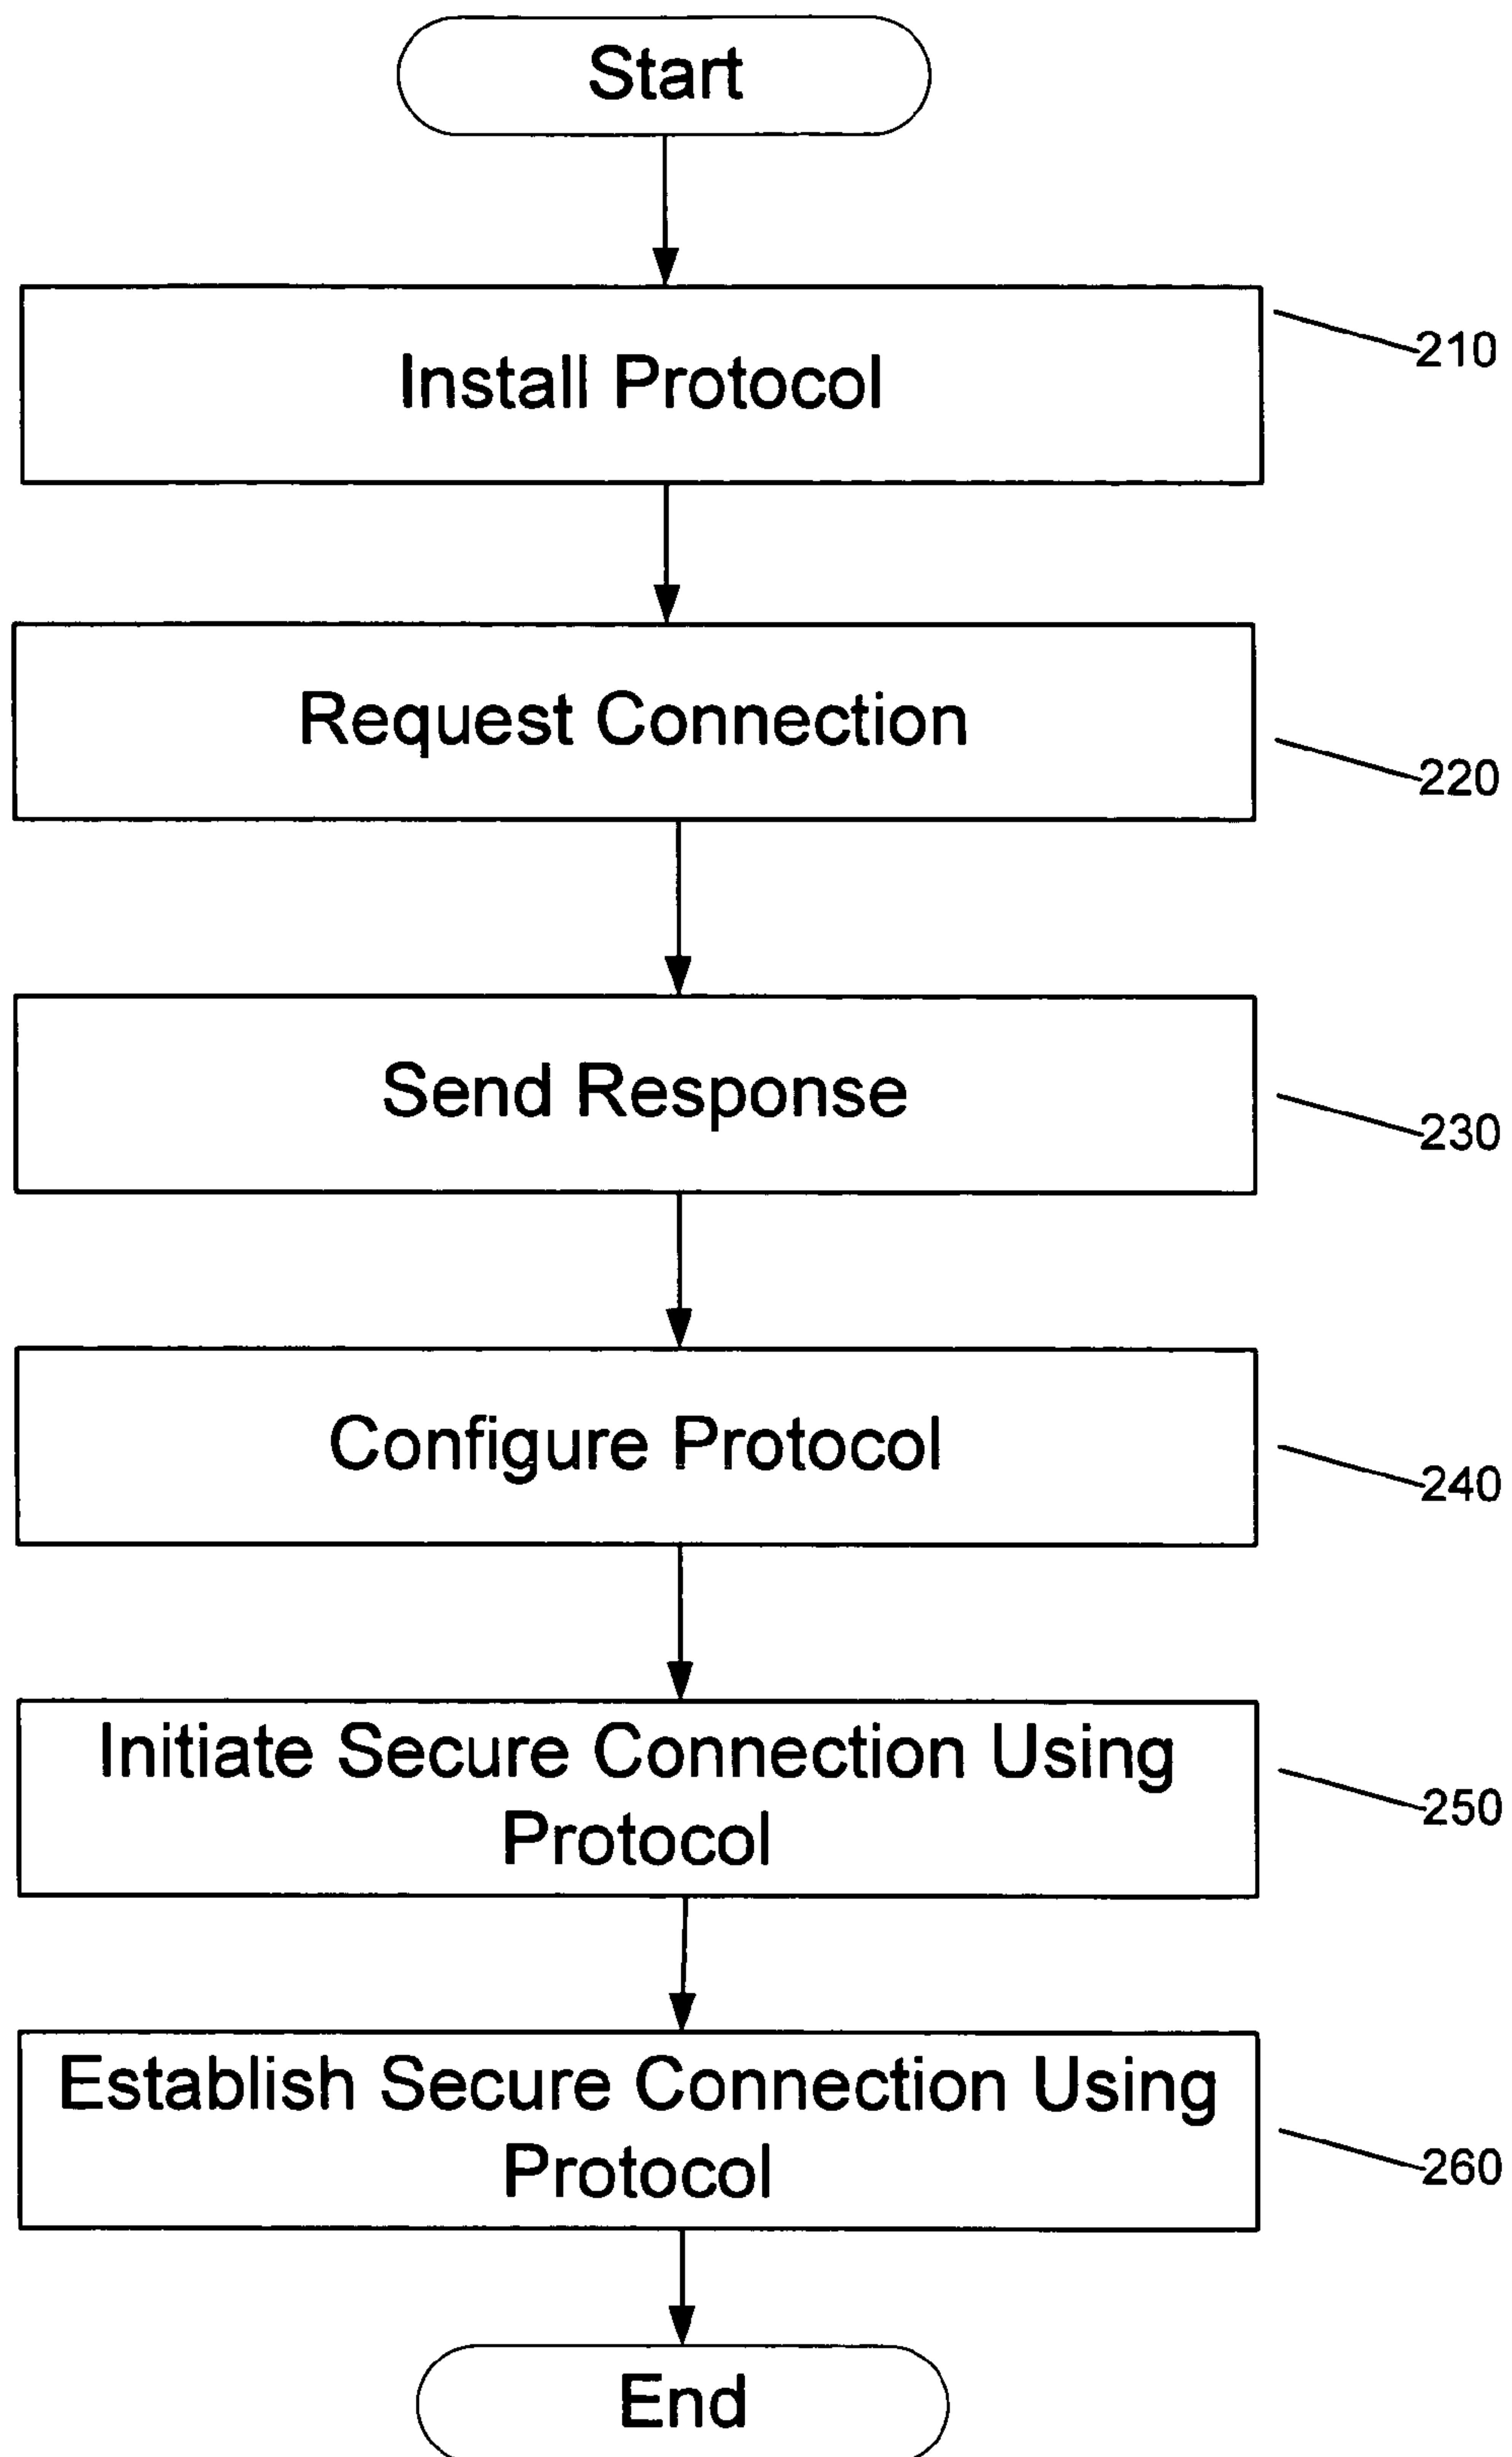 Start
Install Protocol
210
Request Connection
220
Send Response
230
Configure Protocol
240
Initiate Secure Connection Using
Protocol
250
Establish Secure Connection Using
Protocol
260
End